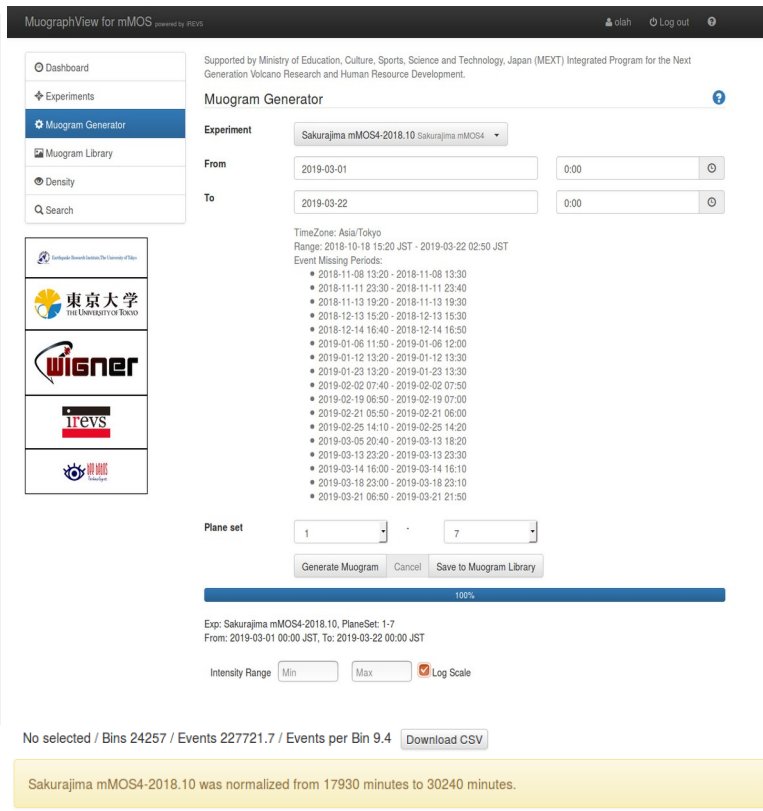 MuographView for mMOS powered by iREVS
olah Log out
Dashboard
Experiments
Muogram Generator
Muogram Library
Density
Search
Earthquake Research Institute The University of Tokyo
東京大学
THE UNIVERSITY OF TOKYO
wigner
irevs
Technologies
Supported by Ministry of Education, Culture, Sports, Science and Technology, Japan (MEXT) Integrated Program for the Next
Generation Volcano Research and Human Resource Development.
Muogram Generator
Experiment
Sakurajima mMOS4-2018.10 Sakurajima mMOS4
From
2019-03-01 0:00
To
2019-03-22 0:00
TimeZone: Asia/Tokyo
Range: 2018-10-18 15:20 JST - 2019-03-22 02:50 JST
Event Missing Periods:
2018-11-08 13:20 - 2018-11-08 13:30
2018-11-11 23:30 - 2018-11-11 23:40
2018-11-13 19:20 - 2018-11-13 19:30
2018-12-13 15:20 - 2018-12-13 15:30
2018-12-14 16:40 - 2018-12-14 16:50
2019-01-06 11:50 - 2019-01-06 12:00
2019-01-12 13:20 - 2019-01-12 13:30
2019-01-23 13:20 - 2019-01-23 13:30
2019-02-02 07:40 - 2019-02-02 07:50
2019-02-19 06:50 - 2019-02-19 07:00
2019-02-21 05:50 - 2019-02-21 06:00
2019-02-25 14:10 - 2019-02-25 14:20
2019-03-05 20:40 - 2019-03-13 18:20
2019-03-13 23:20 - 2019-03-13 23:30
2019-03-14 16:00 - 2019-03-14 16:10
2019-03-18 23:00 - 2019-03-18 23:10
2019-03-21 06:50 - 2019-03-21 21:50
Plane set
1 - 7
Generate Muogram Cancel Save to Muogram Library
100%
Exp: Sakurajima mMOS4-2018.10, PlaneSet: 1-7
From: 2019-03-01 00:00 JST, To: 2019-03-22 00:00 JST
Intensity Range Min Max Log Scale
No selected / Bins 24257 / Events 227721.7 / Events per Bin 9.4 Download CSV
Sakurajima mMOS4-2018.10 was normalized from 17930 minutes to 30240 minutes.